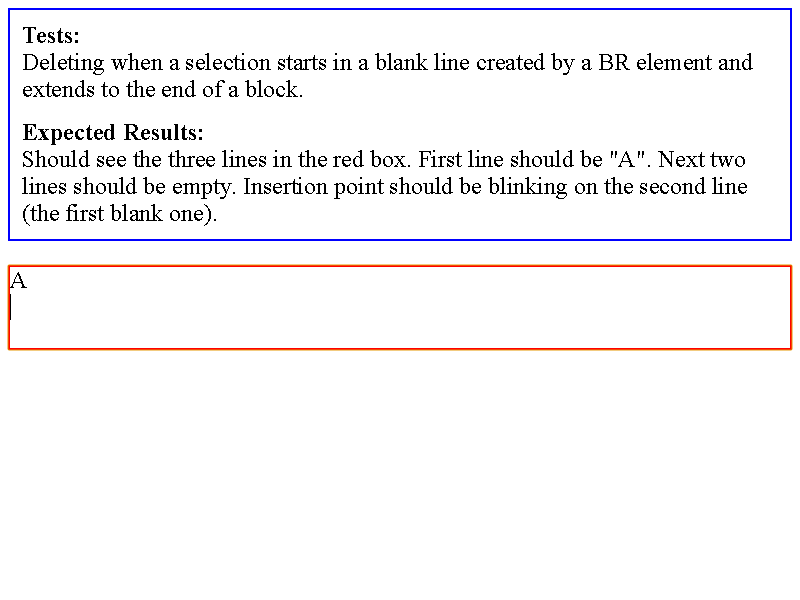 Tests:
Deleting when a selection starts in a blank line created by a BR element and
extends to the end of a block.
Expected Results:
Should see the three lines in the red box. First line should be "A". Next two
lines should be empty. Insertion point should be blinking on the second line
(the first blank one).
A